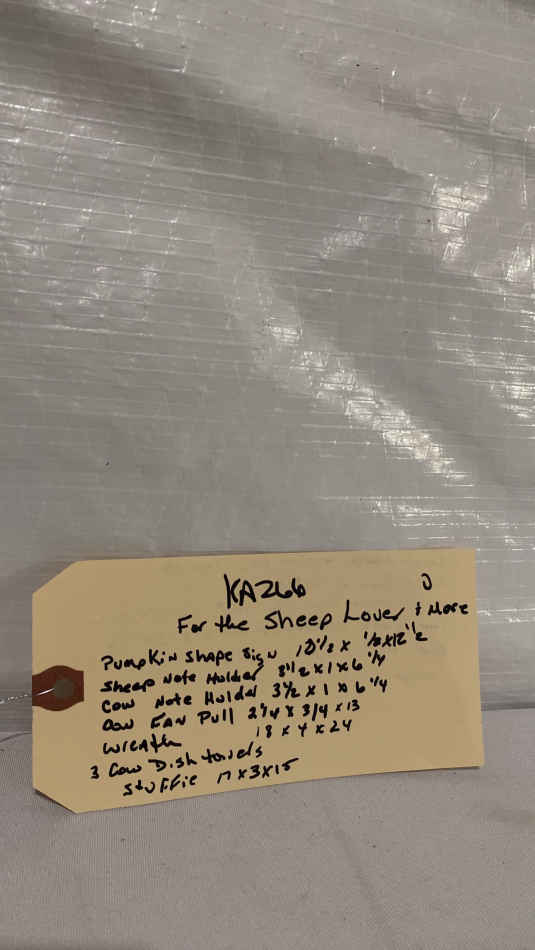 KA266 J
For the Sheep Lover + More
Pumpkin Shape Sign 12 1/2 x 1/2 x 12 1/2
Sheep Note Holder 3 1/2 x 1 x 6 1/4
Cow Note Holder 3 1/2 x 1 x 6 1/4
Cow FAN Pull 2 1/4 x 3/4 x 13
Wreath 18 x 4 x 24
3 Cow Dish towels
Stuffie 17 x 3 x 15